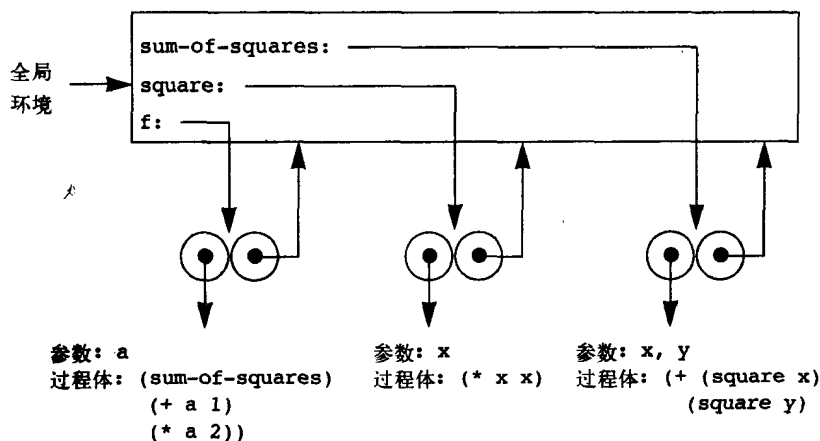 sum-of-squares:
全局
环境
square:
f:
参数: a
过程体: (sum-of-squares)
(+ a 1)
(* a 2))
参数: x
过程体: (* x x)
参数: x, y
过程体: (+ (square x)
(square y)